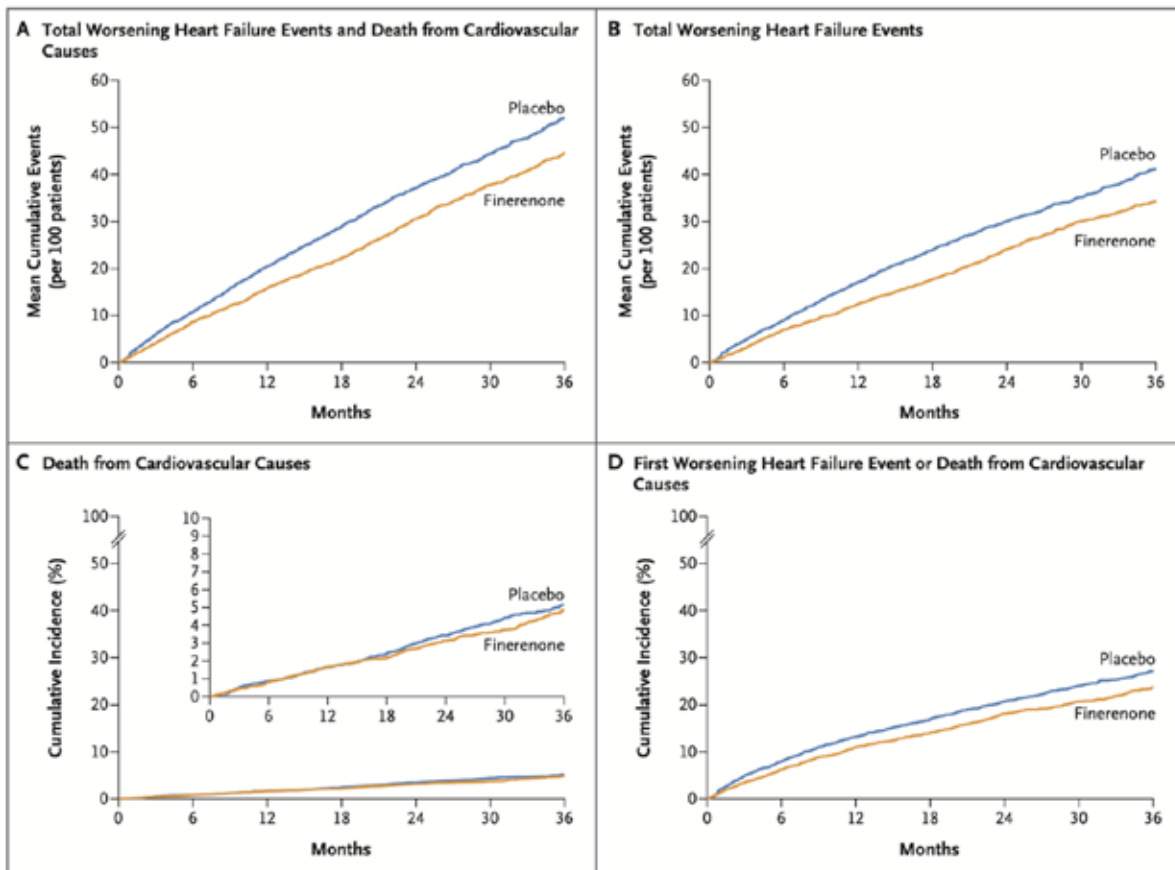 A Total Worsening Heart Failure Events and Death from Cardiovascular
Causes
Mean Cumulative Events
(per 100 patients)
60
50
40
30
20
10
0
Placebo
Finerenone
0 6 12 18 24 30 36
Months
B Total Worsening Heart Failure Events
Mean Cumulative Events
(per 100 patients)
60
50
40
30
20
10
0
Placebo
Finerenone
0 6 12 18 24 30 36
Months
C Death from Cardiovascular Causes
Cumulative Incidence (%)
100
50
40
30
20
10
0
10
9
8
7
6
5
4
3
2
1
0
Placebo
Finerenone
0 6 12 18 24 30 36
0 6 12 18 24 30 36
Months
D First Worsening Heart Failure Event or Death from Cardiovascular
Causes
Cumulative Incidence (%)
100
50
40
30
20
10
0
Placebo
Finerenone
0 6 12 18 24 30 36
Months